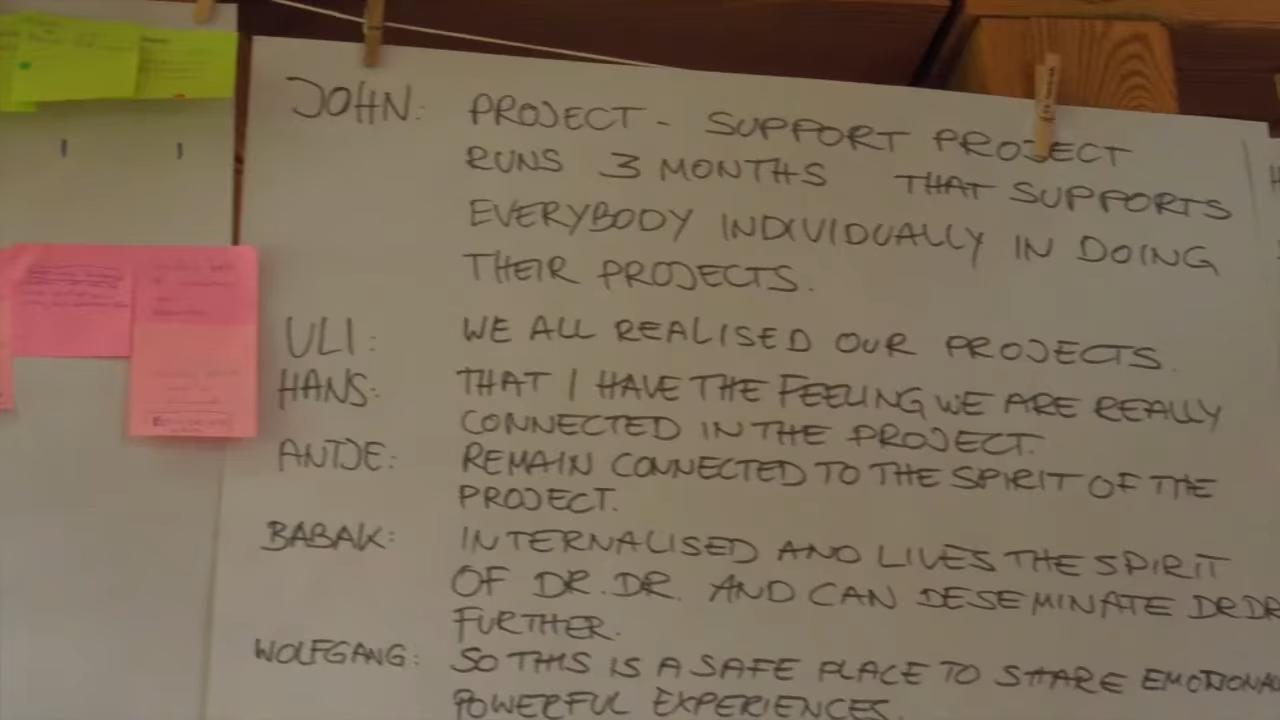 JOHN: PROJECT - SUPPORT PROJECT
RUNS 3 MONTHS THAT SUPPORTS
EVERYBODY INDIVIDUALLY IN DOING
THEIR PROJECTS.
ULI: WE ALL REALISED OUR PROJECTS.
HANS: THAT I HAVE THE FEELING WE ARE REALLY
CONNECTED IN THE PROJECT.
ANTJE: REMAIN CONNECTED TO THE SPIRIT OF THE
PROJECT.
BABAK: INTERNALISED AND LIVES THE SPIRIT
OF DR.DR. AND CAN DESEMINATE DRDR
FURTHER.
WOLFGANG: SO THIS IS A SAFE PLACE TO SHARE EMOTIONA
POWERFUL EXPERIENCES.